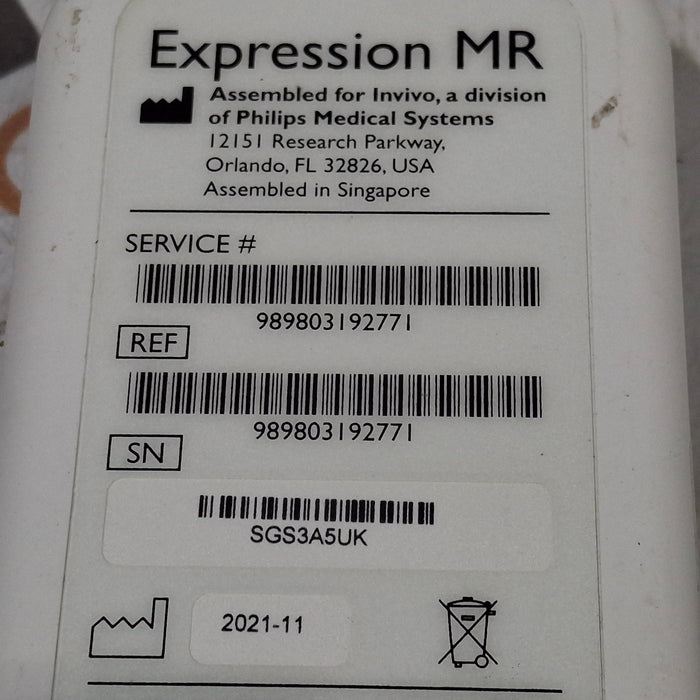 Expression MR
Assembled for Invivo, a division
of Philips Medical Systems
12151 Research Parkway,
Orlando, FL 32826, USA
Assembled in Singapore
SERVICE #
989803192771
REF
989803192771
SN
SGS3A5UK
2021-11